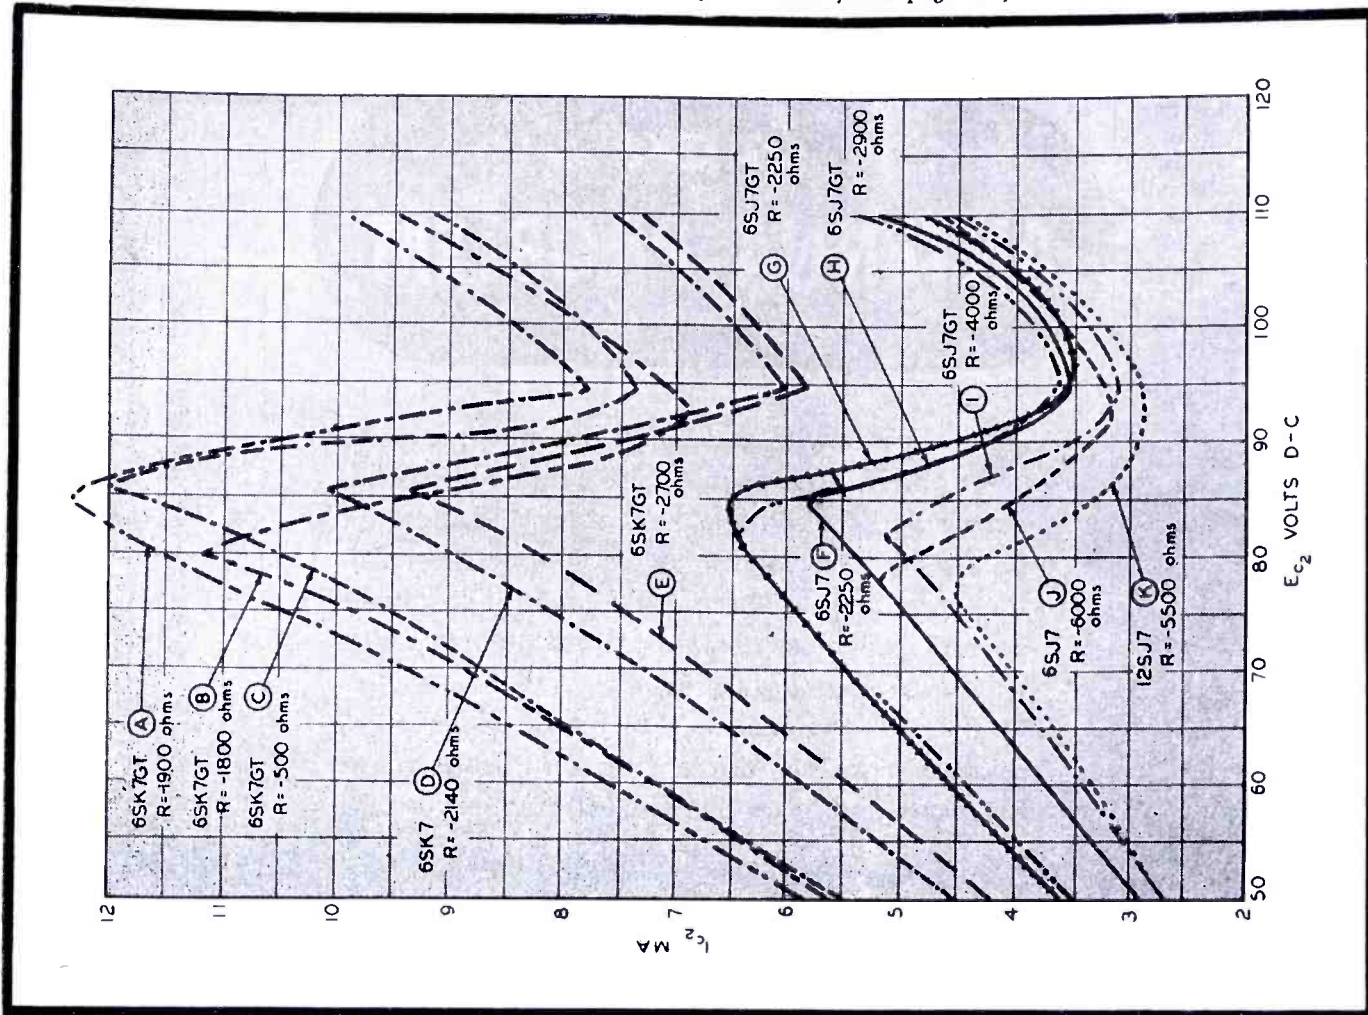 6SK7GT (A)
R=-1900 ohms
6SK7GT (B)
R=-1800 ohms
6SK7GT (C)
R=-500 ohms
6SK7 (D)
R=-2140 ohms
6SK7GT
(E) R=-2700
ohms
6SJ7 (F)
R=-2250
ohms
6SJ7GT
(G) R=-2250
ohms
6SJ7GT
(H) R=-2900
ohms
6SJ7GT
(I) R=-4000
ohms
6SJ7 (J)
R=-6000
ohms
12SJ7 (K)
R=-5500 ohms
12
11
10
9
8
7
6
5
4
3
2
Ic2 MA
50
60
70
80
90
100
110
120
Ec2 VOLTS D-C